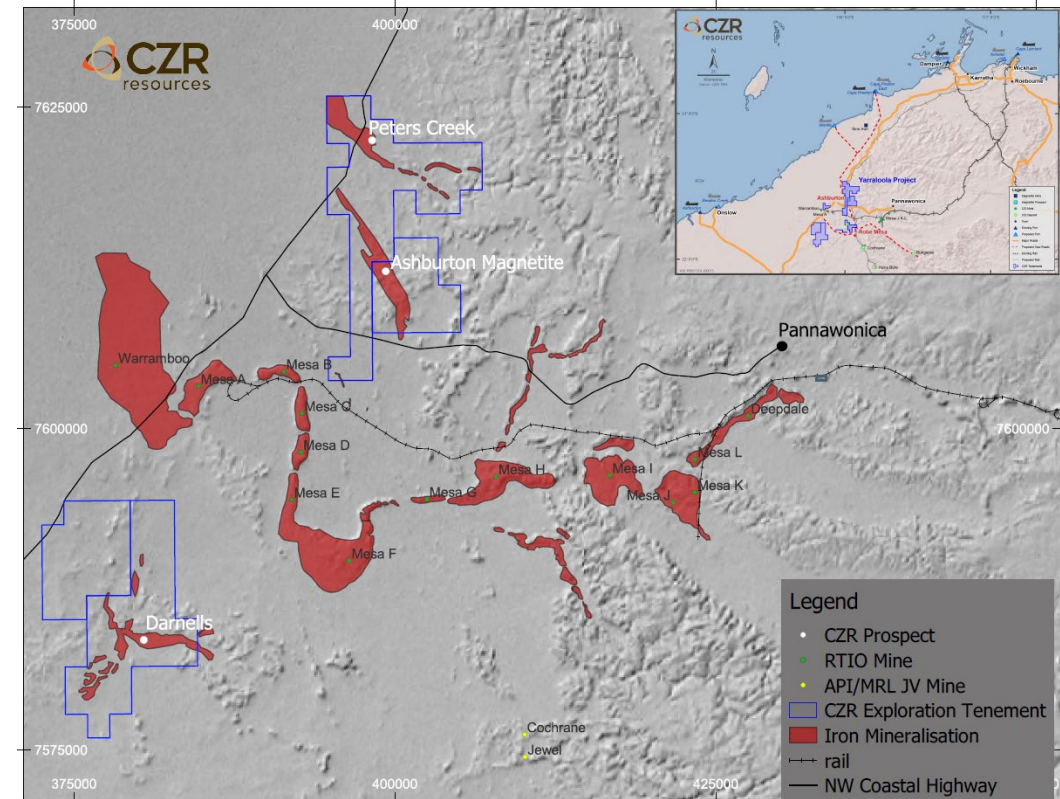 375000
400000
CZR
resources
7625000
Peters Creek
Ashburton Magnetite
Pannawonica
Warramboo
Mesa A
Mesa B
Mesa C
7600000
7600000
Mesa D
Deepdale
Mesa L
Mesa E
Mesa G
Mesa H
Mesa I
Mesa J
Mesa K
Mesa F
Darnells
Cochrane
Jewel
7575000
375000
400000
425000
Legend
CZR Prospect
RTIO Mine
API/MRL JV Mine
CZR Exploration Tenement
Iron Mineralisation
rail
NW Coastal Highway
CZR
resources
N
Dampier
Karratha
Wickham
Roebourne
Yarraloola Project
Ashburton
Pannawonica
Warramboo
Mesa A
Robe Mesa
Onslow
Legend